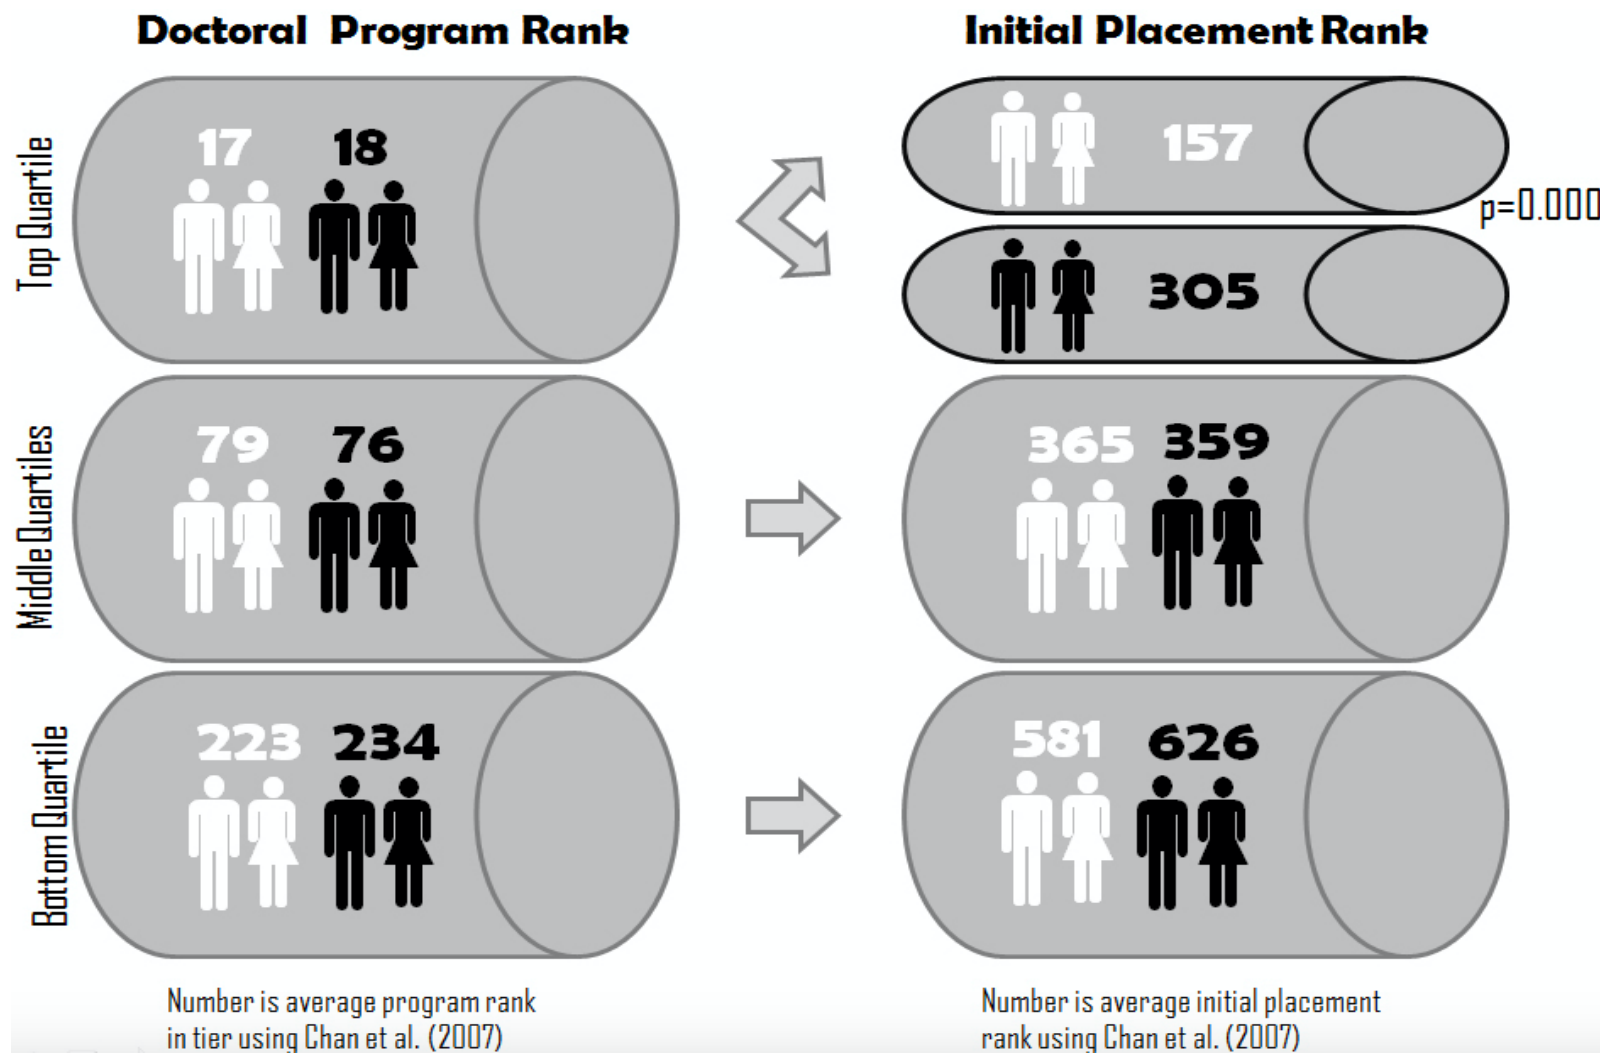 Doctoral Program Rank
Initial Placement Rank
Top Quartile
17 18
157
305
p=0.000
Middle Quartiles
79 76
365 359
Bottom Quartile
223 234
581 626
Number is average program rank
in tier using Chan et al. (2007)
Number is average initial placement
rank using Chan et al. (2007)